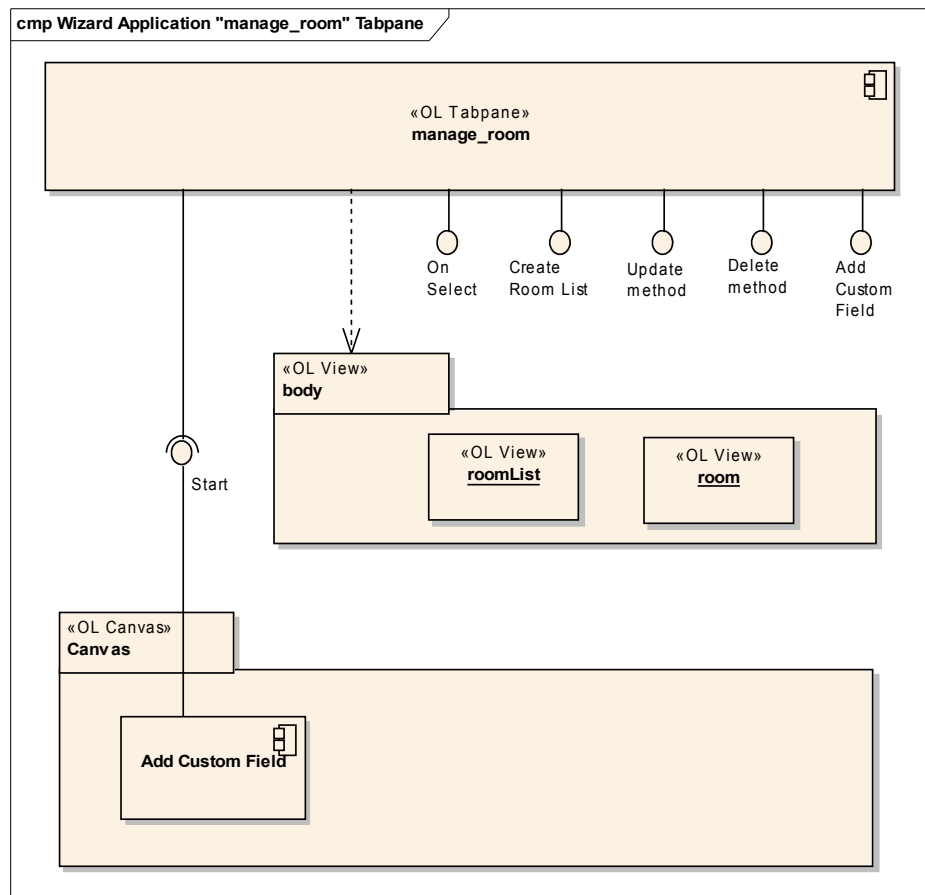 cmp Wizard Application "manage_room" Tabpane
«OL Tabpane»
manage_room
On
Select
Create
Room List
Update
method
Delete
method
Add
Custom
Field
«OL View»
body
«OL View»
roomList
«OL View»
room
Start
«OL Canvas»
Canvas
Add Custom Field